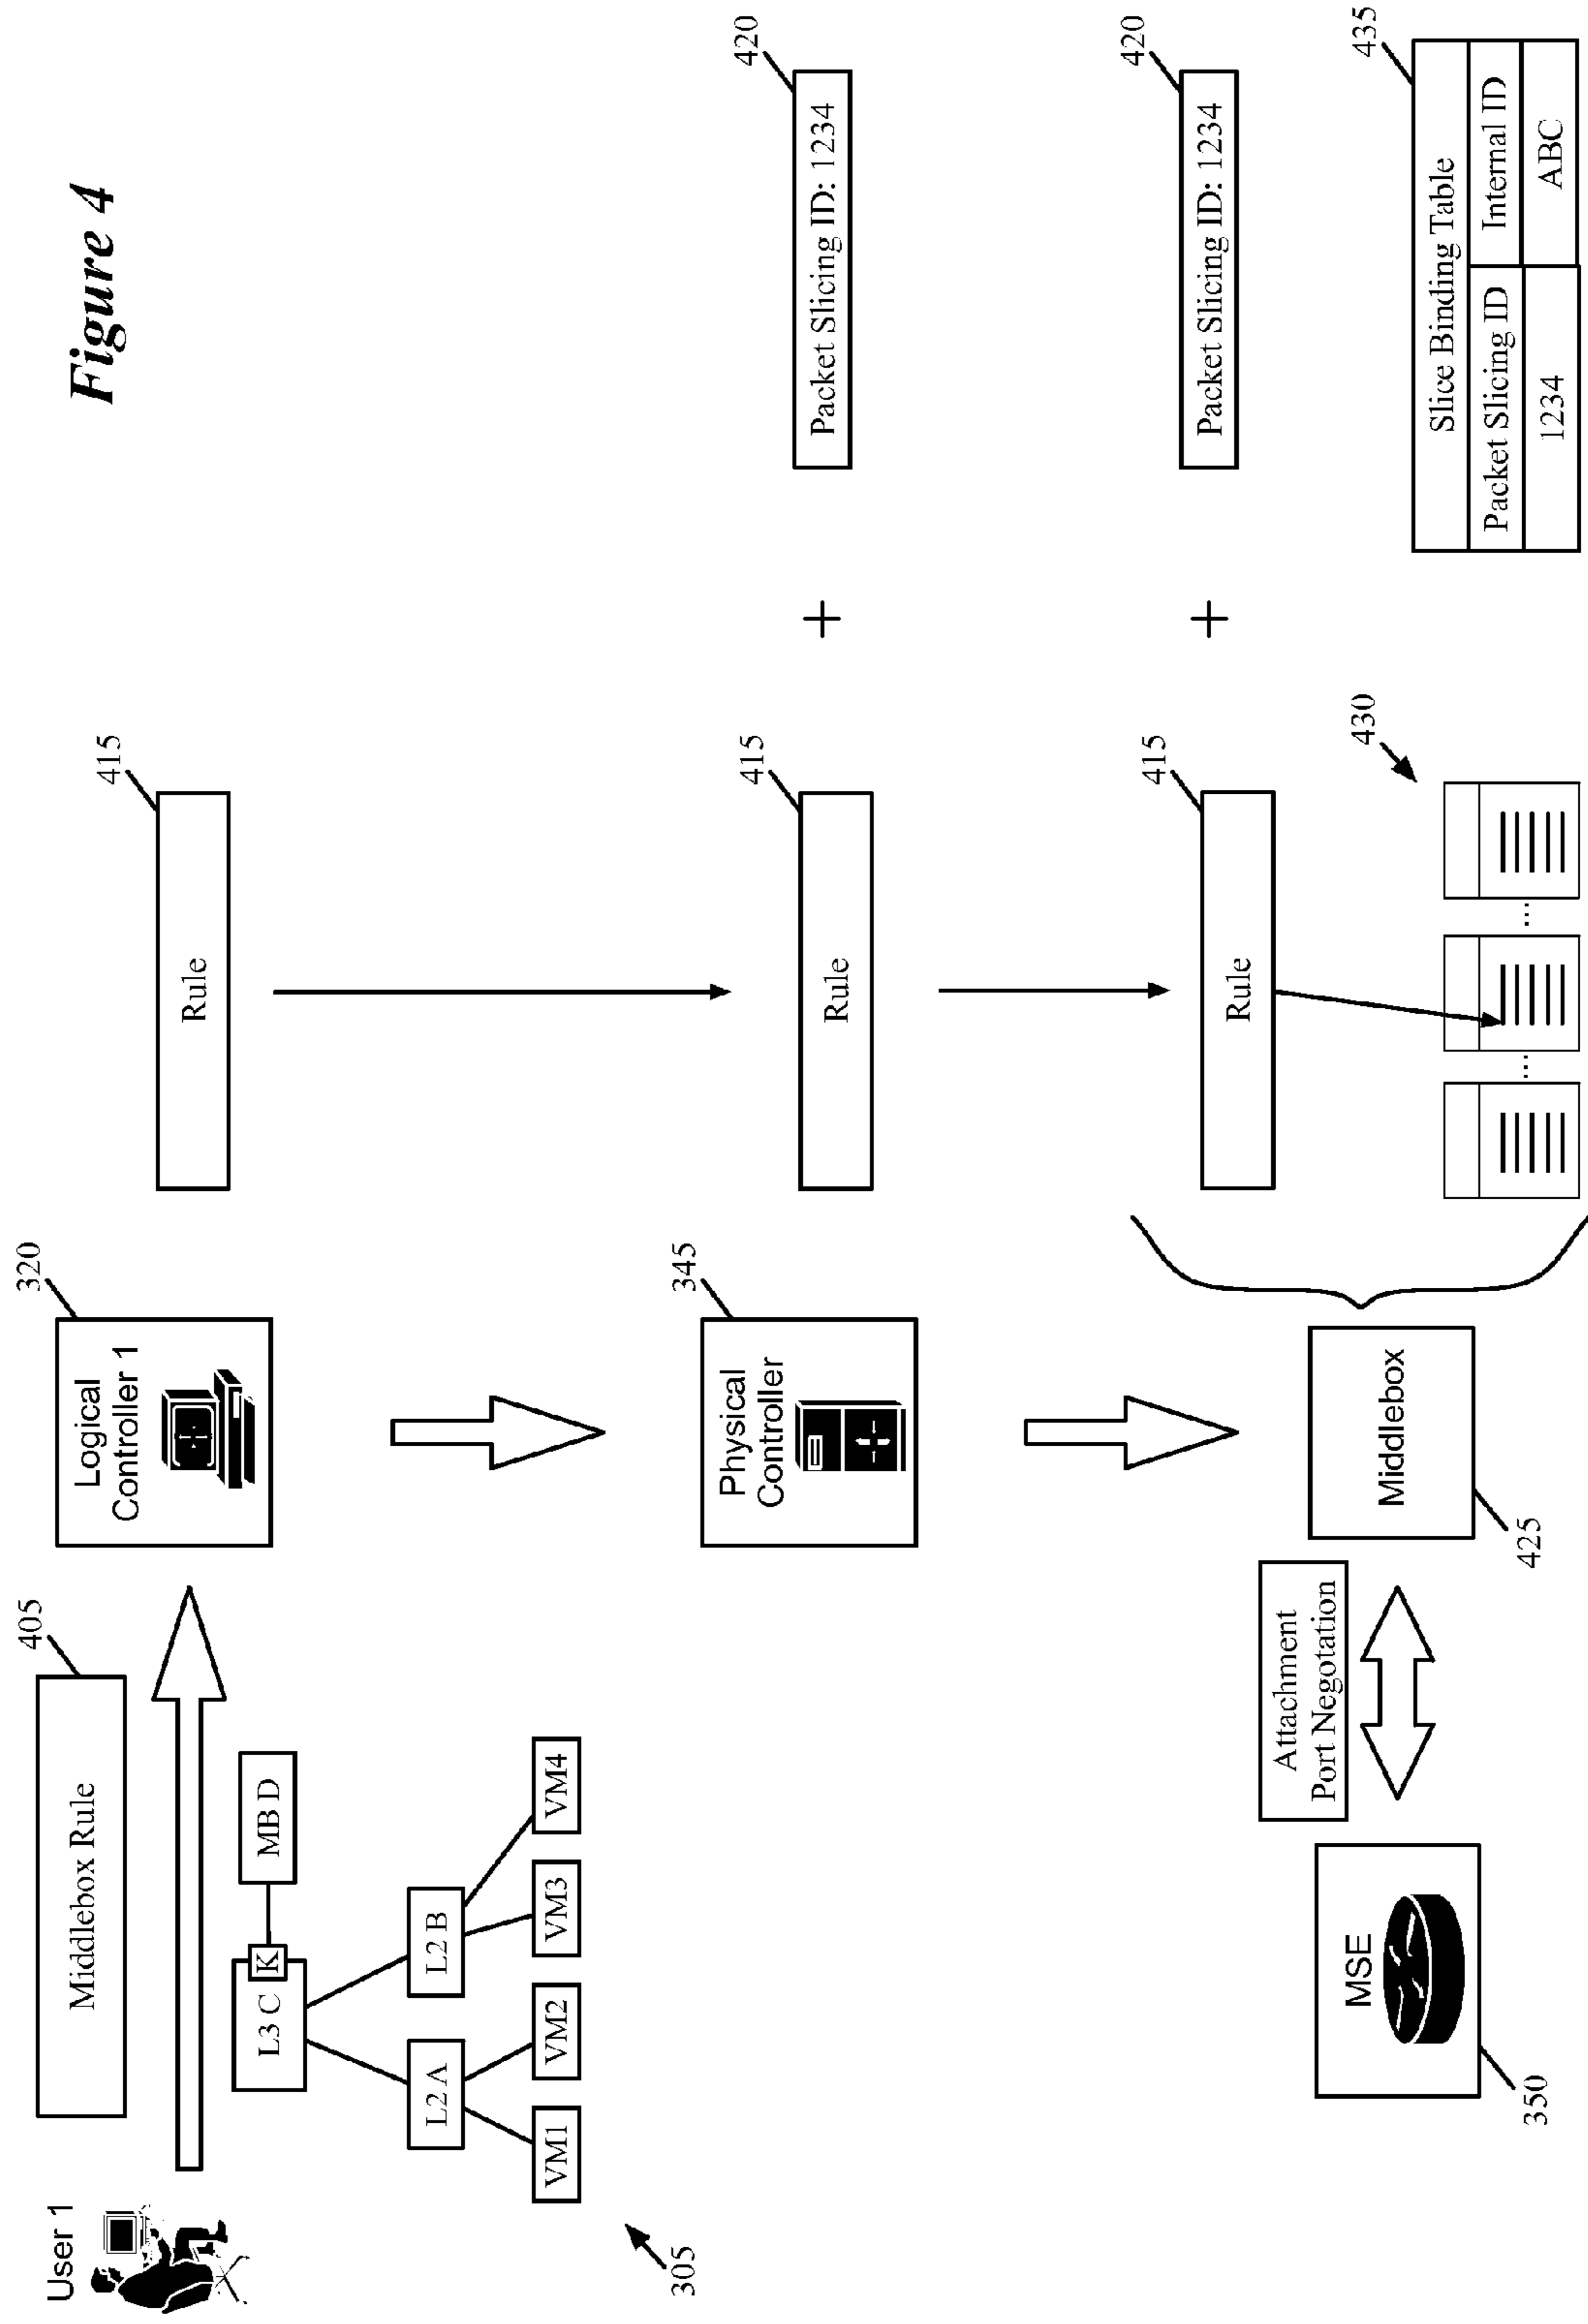 Figure 4
User 1
405
Middlebox Rule
320
Logical
Controller 1
415
Rule
L3 C
K
MB D
L2 A
L2 B
VM1
VM2
VM3
VM4
305
345
Physical
Controller
415
Rule
+
420
Packet Slicing ID: 1234
350
MSE
Attachment
Port Negotation
425
Middlebox
415
Rule
+
420
Packet Slicing ID: 1234
430
...
...
435
Slice Binding Table
Packet Slicing ID
Internal ID
1234
ABC